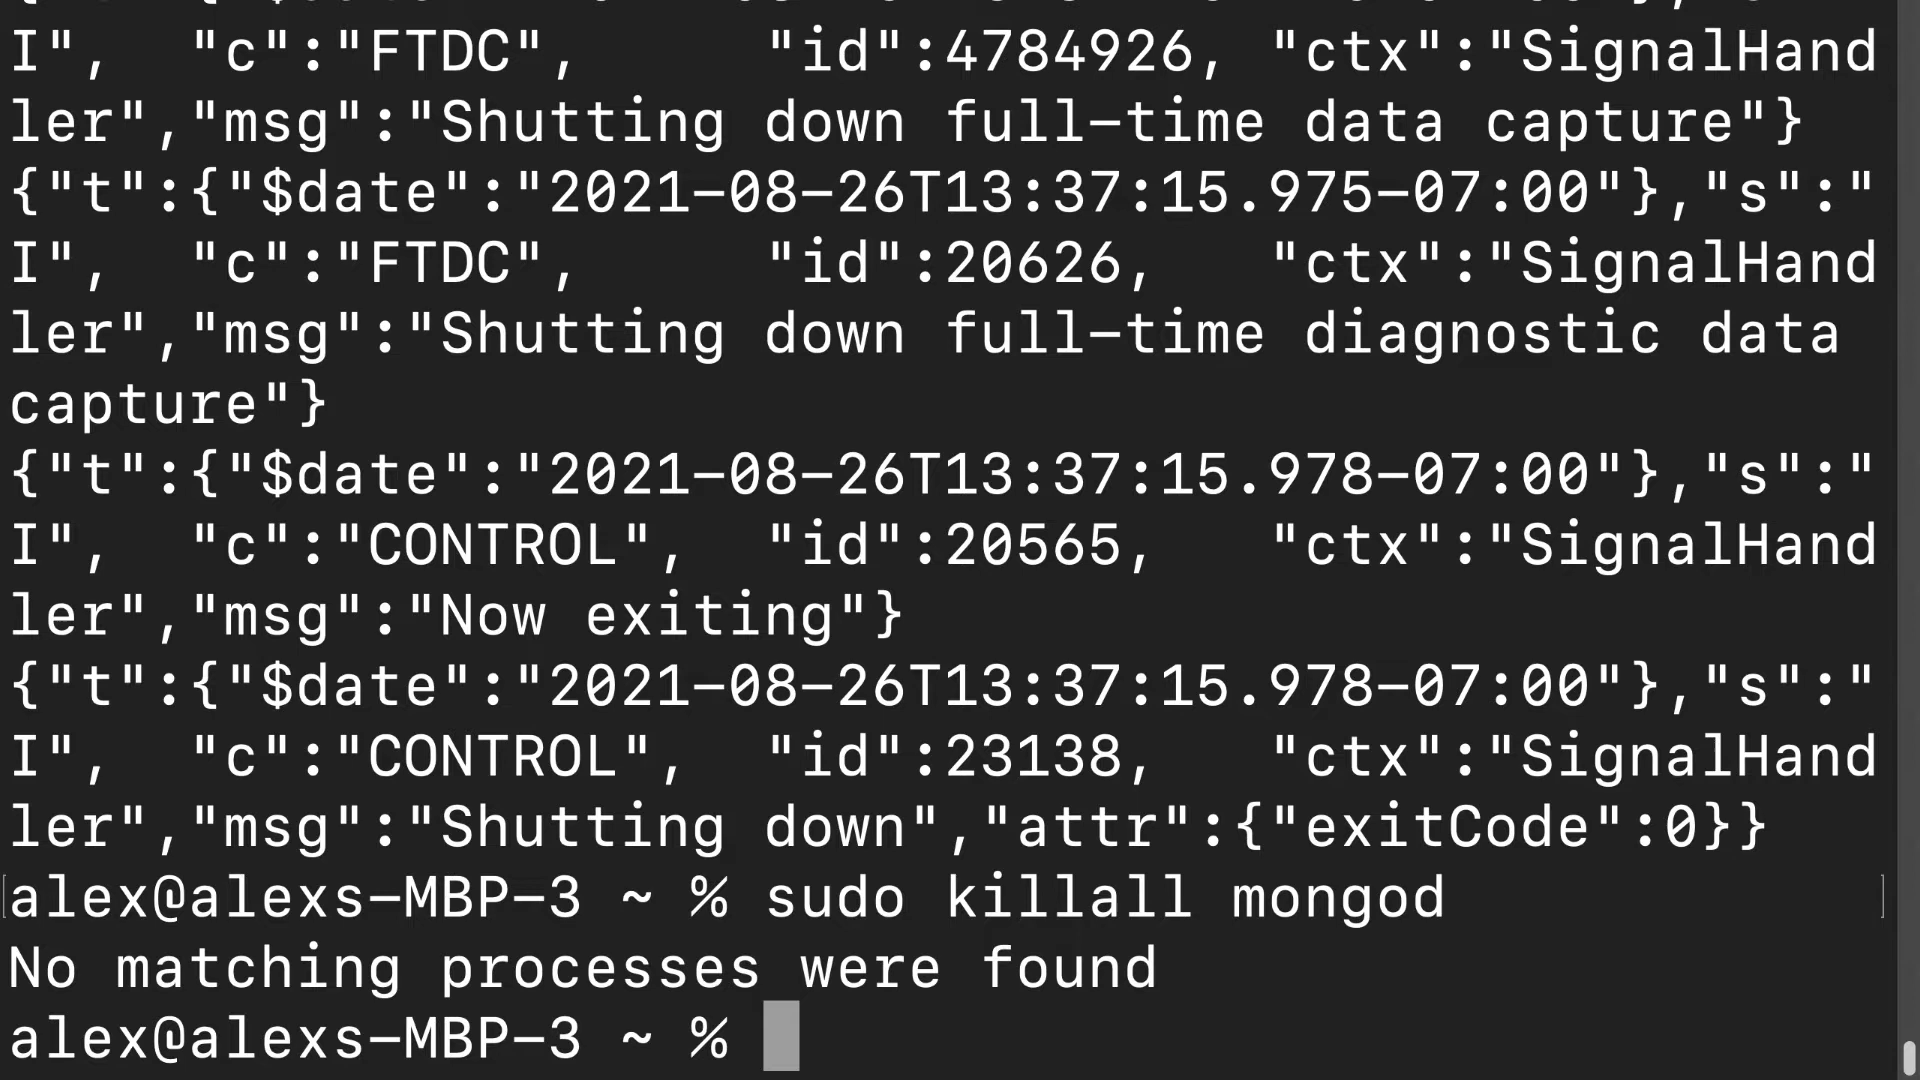 I",  "c":"FTDC",     "id":4784926, "ctx":"SignalHand
ler","msg":"Shutting down full-time data capture"}
{"t":{"$date":"2021-08-26T13:37:15.975-07:00"},"s":"
I",  "c":"FTDC",     "id":20626,   "ctx":"SignalHand
ler","msg":"Shutting down full-time diagnostic data
capture"}
{"t":{"$date":"2021-08-26T13:37:15.978-07:00"},"s":"
I",  "c":"CONTROL",  "id":20565,   "ctx":"SignalHand
ler","msg":"Now exiting"}
{"t":{"$date":"2021-08-26T13:37:15.978-07:00"},"s":"
I",  "c":"CONTROL",  "id":23138,   "ctx":"SignalHand
ler","msg":"Shutting down","attr":{"exitCode":0}}
alex@alexs-MBP-3 ~ % sudo killall mongod
No matching processes were found
alex@alexs-MBP-3 ~ %